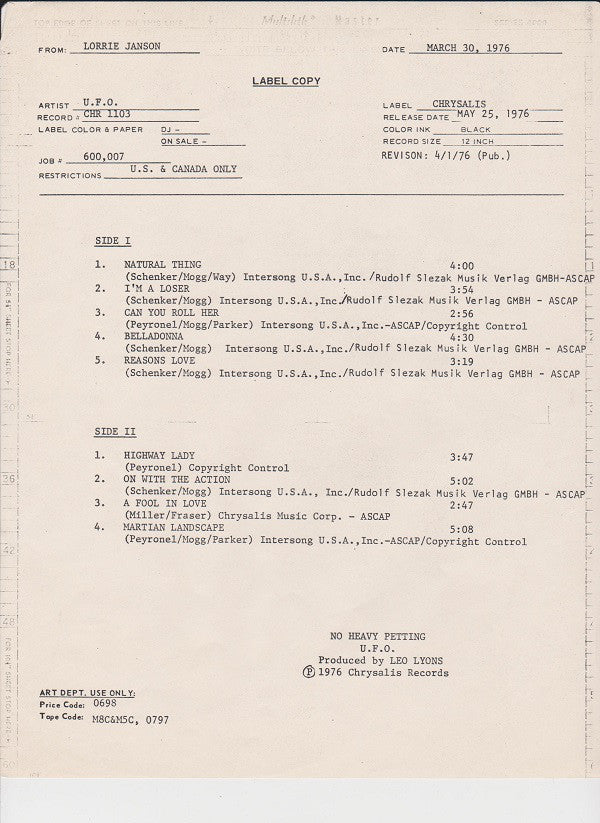 FROM: LORRIE JANSON DATE MARCH 30, 1976
LABEL COPY
ARTIST U.F.O. LABEL CHRYSALIS
RECORD # CHR 1103 RELEASE DATE MAY 25, 1976
LABEL COLOR & PAPER DJ – COLOR INK BLACK
ON SALE – RECORD SIZE 12 INCH
JOB # 600,007 REVISON: 4/1/76 (Pub.)
RESTRICTIONS U.S. & CANADA ONLY
SIDE I
1. NATURAL THING 4:00
(Schenker/Mogg/Way) Intersong U.S.A.,Inc./Rudolf Slezak Musik Verlag GMBH-ASCAP
2. I'M A LOSER 3:54
(Schenker/Mogg) Intersong U.S.A.,Inc./Rudolf Slezak Musik Verlag GMBH - ASCAP
3. CAN YOU ROLL HER 2:56
(Peyronel/Mogg/Parker) Intersong U.S.A.,Inc.-ASCAP/Copyright Control
4. BELLADONNA 4:30
(Schenker/Mogg) Intersong U.S.A.,Inc./Rudolf Slezak Musik Verlag GMBH - ASCAP
5. REASONS LOVE 3:19
(Schenker/Mogg) Intersong U.S.A.,Inc./Rudolf Slezak Musik Verlag GMBH - ASCAP
SIDE II
1. HIGHWAY LADY 3:47
(Peyronel) Copyright Control
2. ON WITH THE ACTION 5:02
(Schenker/Mogg) Intersong U.S.A., Inc./Rudolf Slezak Musik Verlag GMBH - ASCAP
3. A FOOL IN LOVE 2:47
(Miller/Fraser) Chrysalis Music Corp. - ASCAP
4. MARTIAN LANDSCAPE 5:08
(Peyronel/Mogg/Parker) Intersong U.S.A.,Inc.-ASCAP/Copyright Control
NO HEAVY PETTING
U.F.O.
Produced by LEO LYONS
Ⓟ 1976 Chrysalis Records
ART DEPT. USE ONLY:
Price Code: 0698
Tape Code: M8C&M5C, 0797
18
30
36
42
48
60